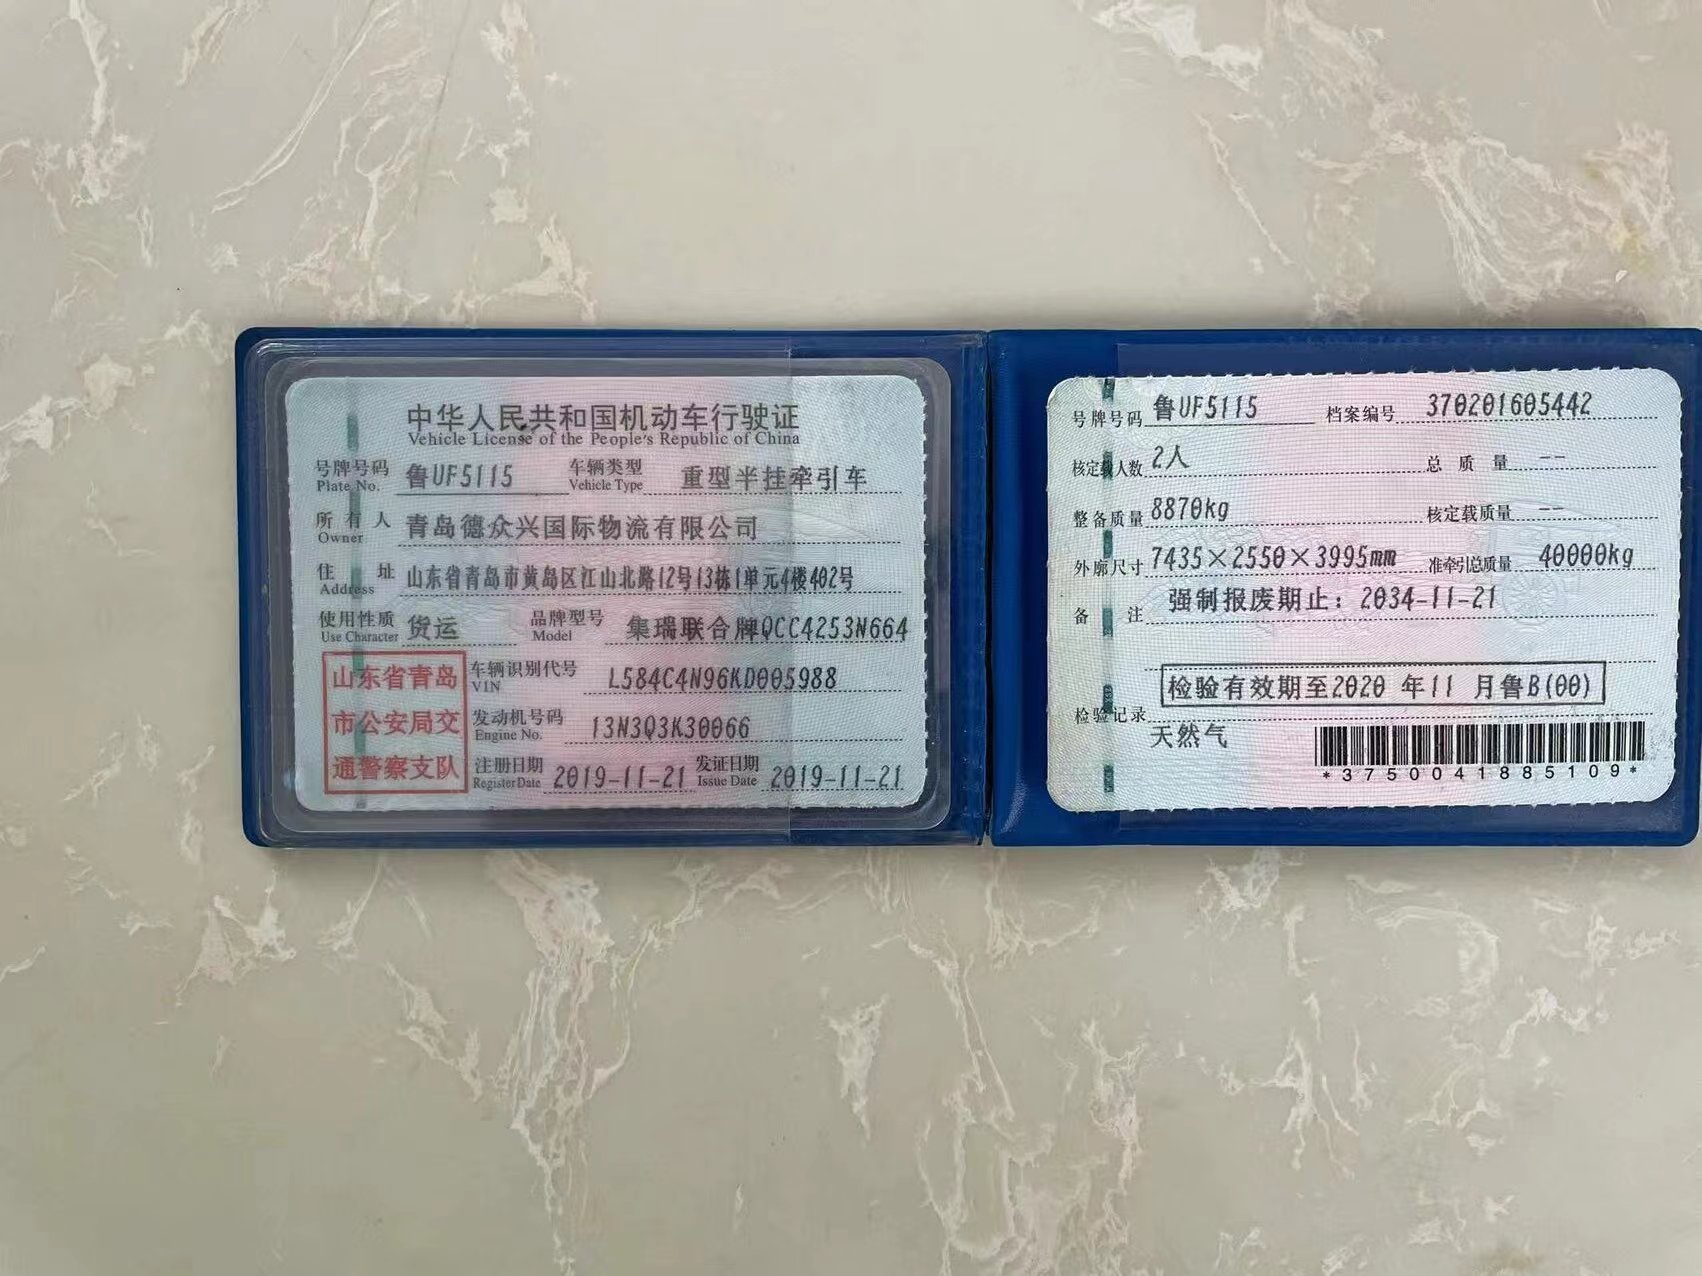 中华人民共和国机动车行驶证
Vehicle License of the People's Republic of China
号牌号码 鲁UF5115 车辆类型 重型半挂牵引车
Plate No. Vehicle Type
所有人 青岛德众兴国际物流有限公司
Owner
住址 山东省青岛市黄岛区江山北路12号13栋1单元4楼402号
Address
使用性质 货运 品牌型号 集瑞联合牌QCC4253N664
Use Character Model
山东省青岛市公安局交通警察支队
车辆识别代号 L584C4N96KD005988
VIN
发动机号码 13N3Q3K30066
Engine No.
注册日期 2019-11-21 发证日期 2019-11-21
Register Date Issue Date
号牌号码 鲁UF5115 档案编号 370201605442
核定载人数 2人 总质量 --
整备质量 8870kg 核定载质量 --
外廓尺寸 7435×2550×3995mm 准牵引总质量 40000kg
备注 强制报废期止：2034-11-21
检验有效期至2020年11月鲁B(00)
检验记录
天然气
*3750041885109*